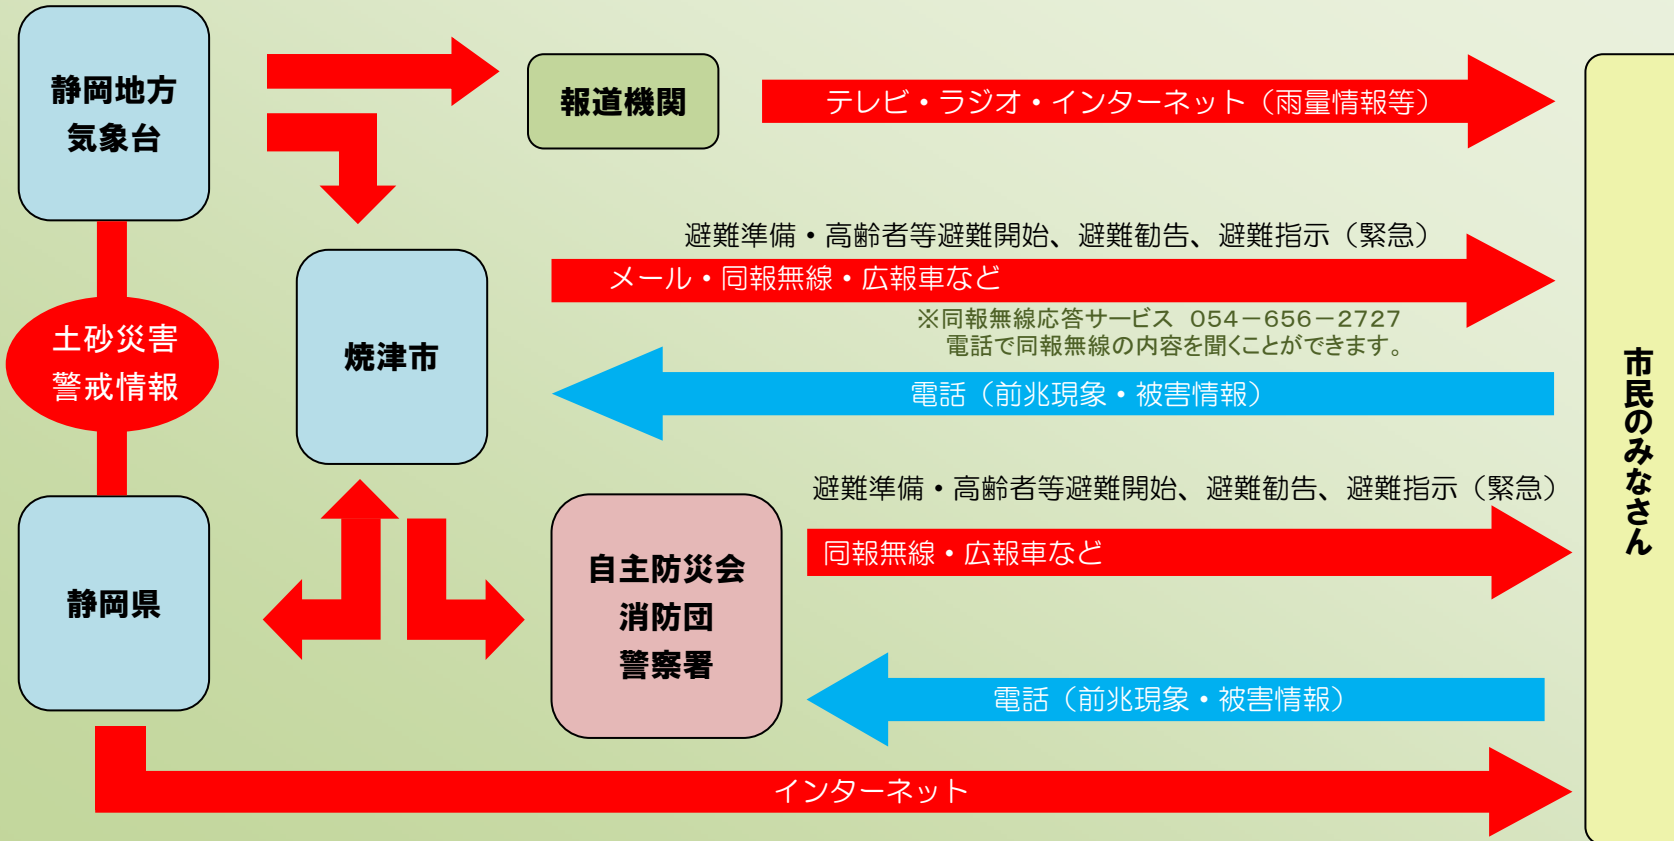 静岡地方
気象台
報道機関
テレビ・ラジオ・インターネット（雨量情報等）
避難準備・高齢者等避難開始、避難勧告、避難指示（緊急）
メール・同報無線・広報車など
※同報無線応答サービス　054－656－2727
電話で同報無線の内容を聞くことができます。
土砂災害
警戒情報
焼津市
電話（前兆現象・被害情報）
市民のみなさん
避難準備・高齢者等避難開始、避難勧告、避難指示（緊急）
同報無線・広報車など
静岡県
自主防災会
消防団
警察署
電話（前兆現象・被害情報）
インターネット